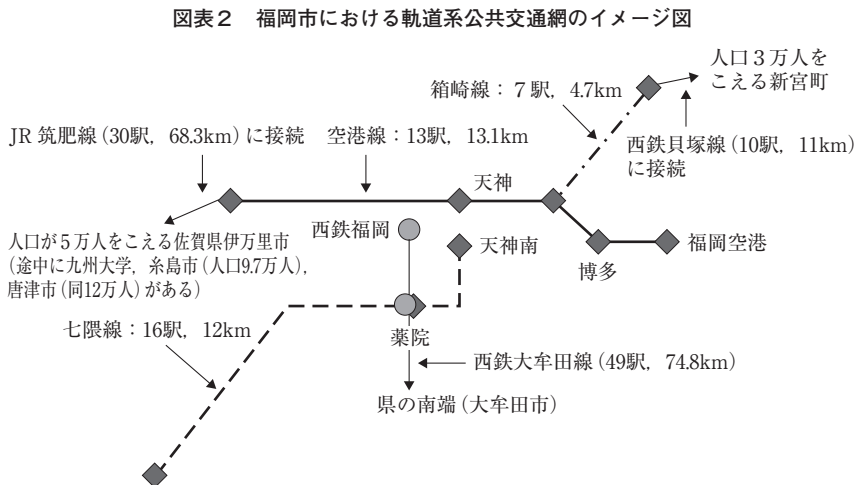 図表２　福岡市における軌道系公共交通網のイメージ図
人口３万人を
こえる新宮町
箱崎線：７駅，4.7km
西鉄貝塚線（10駅，11km）
に接続
JR 筑肥線（30駅，68.3km）に接続
空港線：13駅，13.1km
天神
人口が５万人をこえる佐賀県伊万里市
（途中に九州大学，糸島市（人口9.7万人），
唐津市（同12万人）がある）
西鉄福岡
天神南
博多
福岡空港
七隈線：16駅，12km
薬院
西鉄大牟田線（49駅，74.8km）
県の南端（大牟田市）